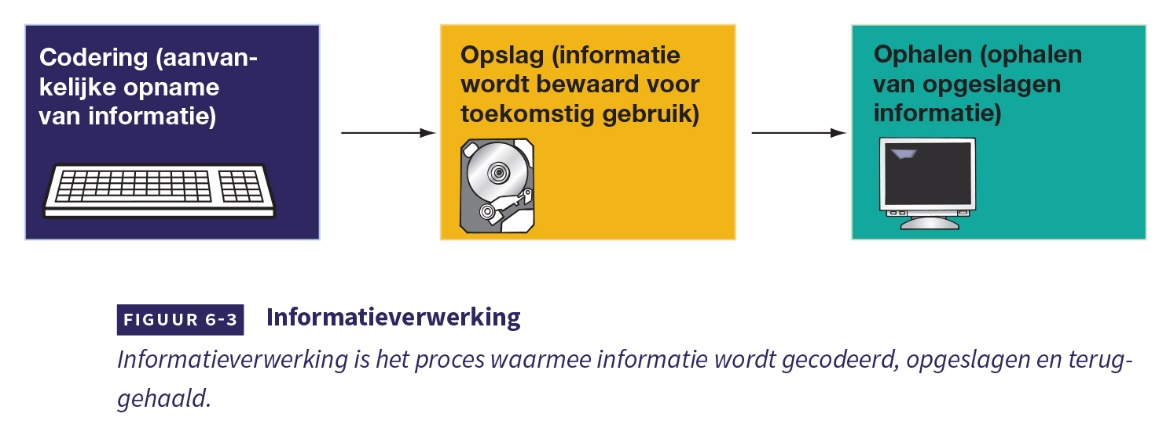 Codering (aanvan-
kelijke opname
van informatie)
Opslag (informatie
wordt bewaard voor
toekomstig gebruik)
Ophalen (ophalen
van opgeslagen
informatie)
FIGUUR 6-3 Informatieverwerking
Informatieverwerking is het proces waarmee informatie wordt gecodeerd, opgeslagen en terug-
gehaald.